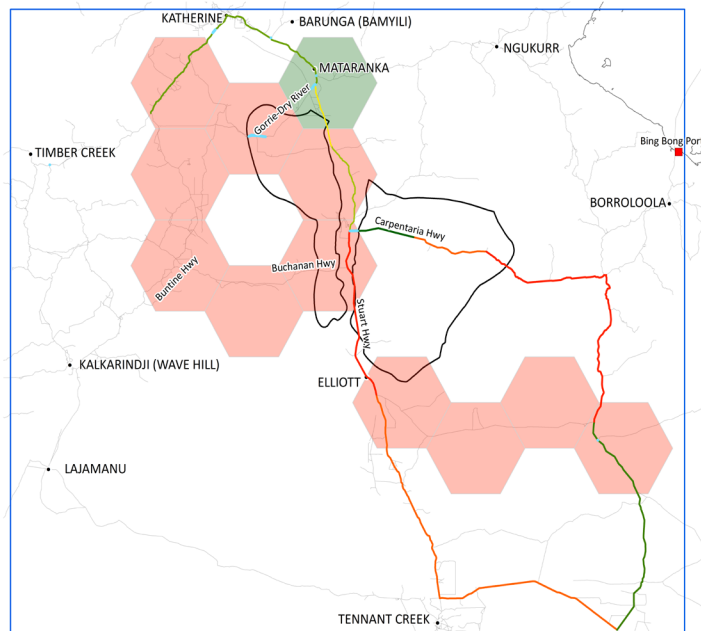 KATHERINE
BARUNGA (BAMYILI)
NGUKURR
MATARANKA
Gorrie-Dry River
Bing Bong Port
TIMBER CREEK
BORROLOOLA
Carpentaria Hwy
Buchanan Hwy
Buntine Hwy
Stuart Hwy
KALKARINDJI (WAVE HILL)
ELLIOTT
LAJAMANU
TENNANT CREEK